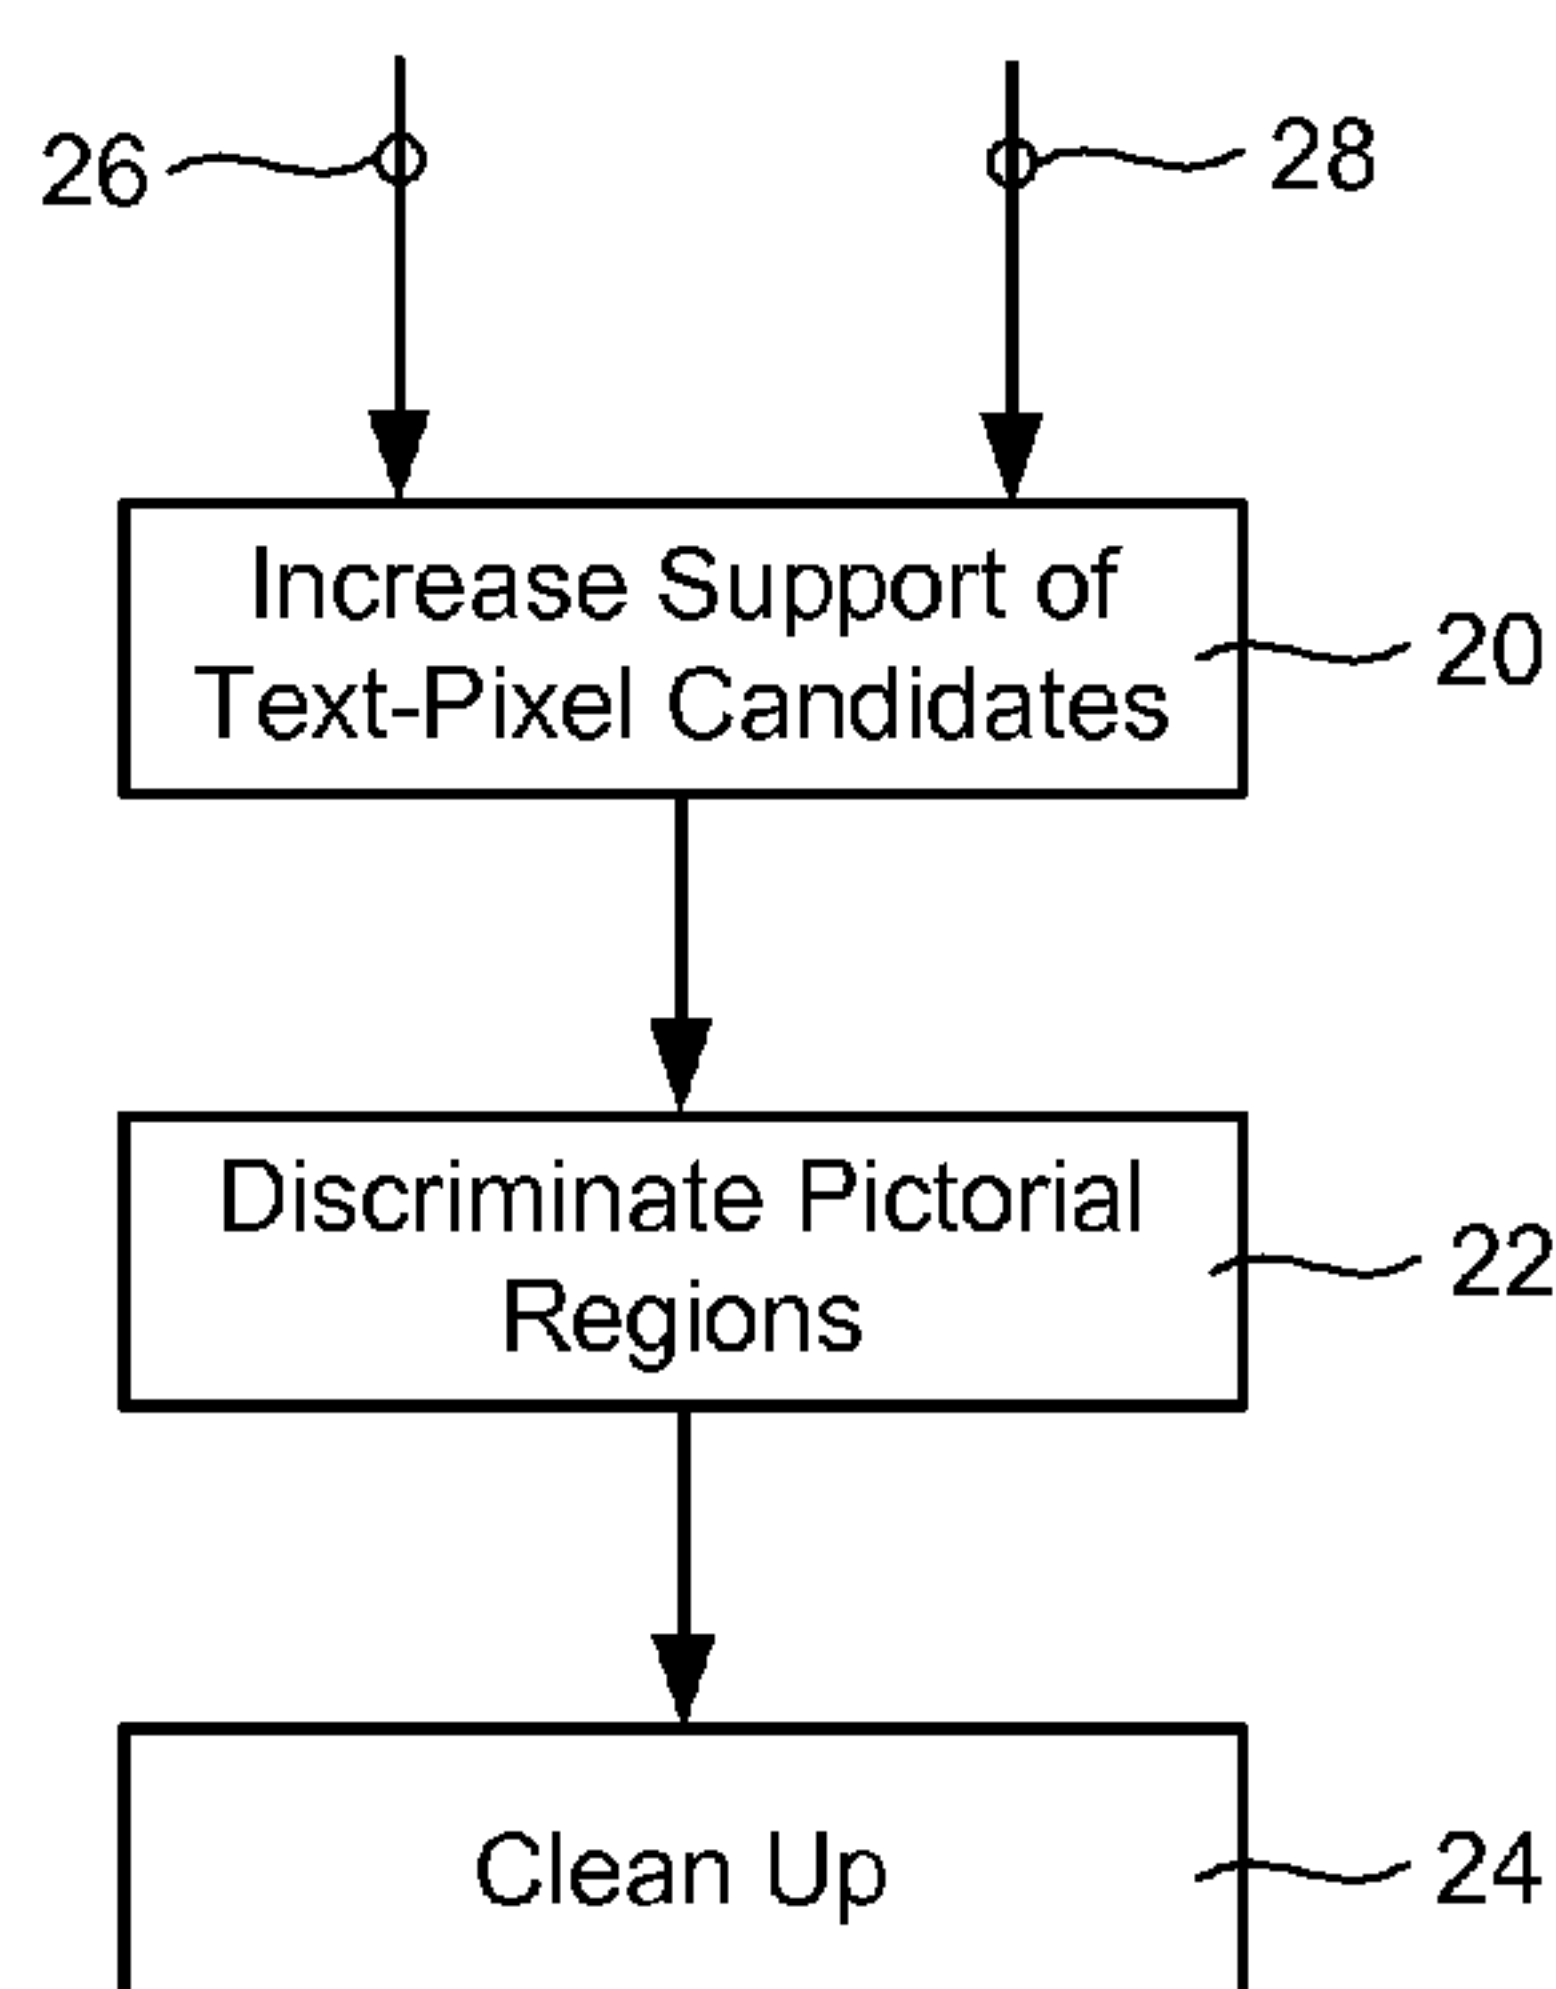 26
28
Increase Support of
Text-Pixel Candidates
20
Discriminate Pictorial
Regions
22
Clean Up
24